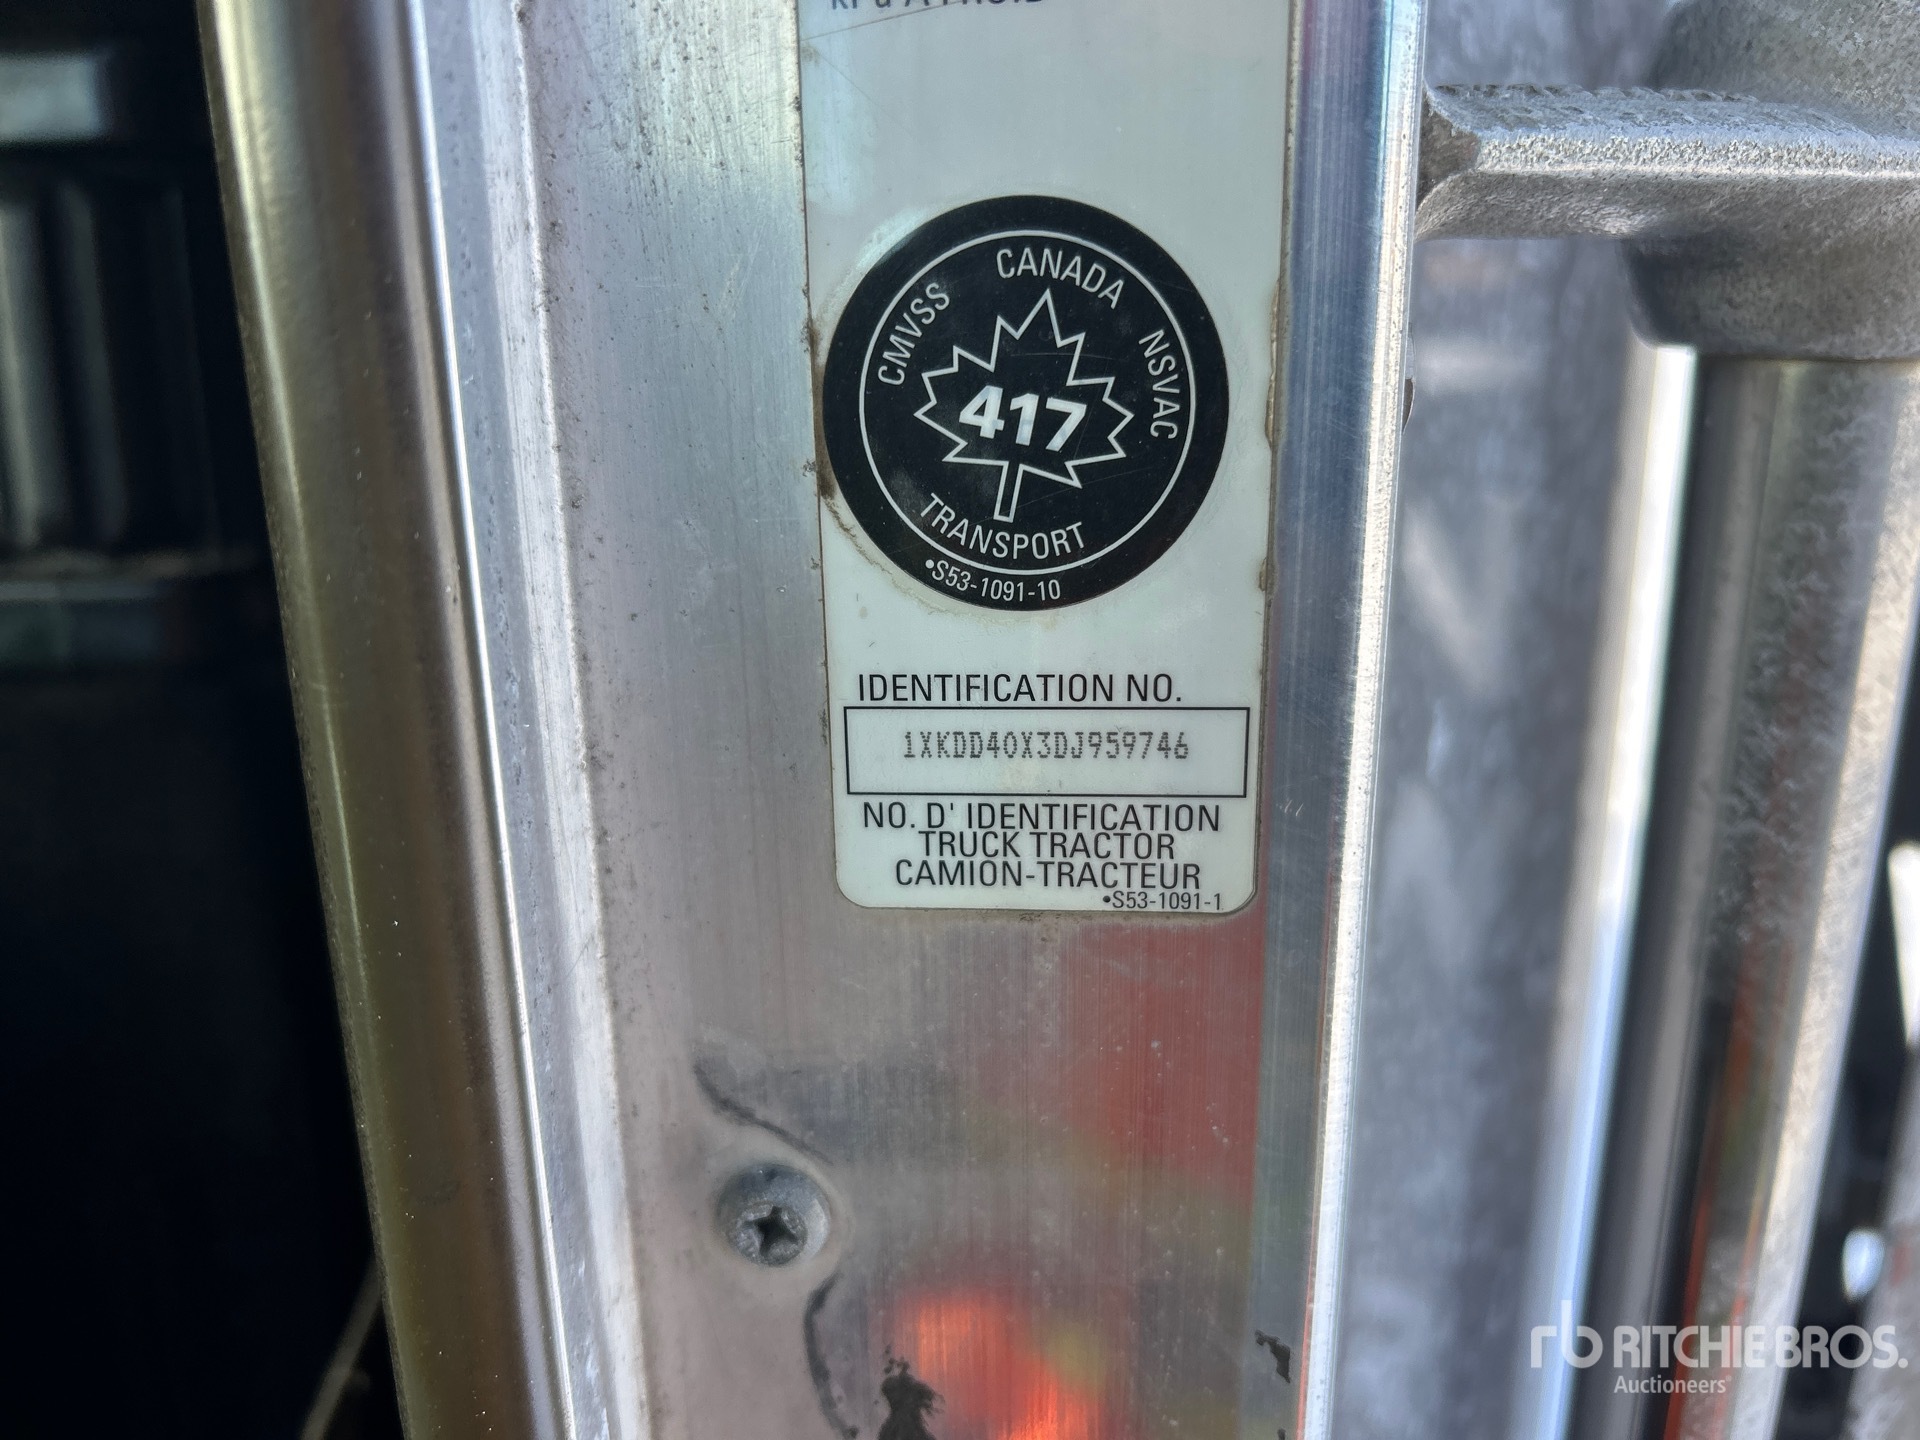 CANADA
CMVSS
NSVAC
417
TRANSPORT
•S53-1091-10
IDENTIFICATION NO.
1XKDD40X3DJ959746
NO. D' IDENTIFICATION
TRUCK TRACTOR
CAMION-TRACTEUR
•S53-1091-1
rb RITCHIE BROS.
Auctioneers